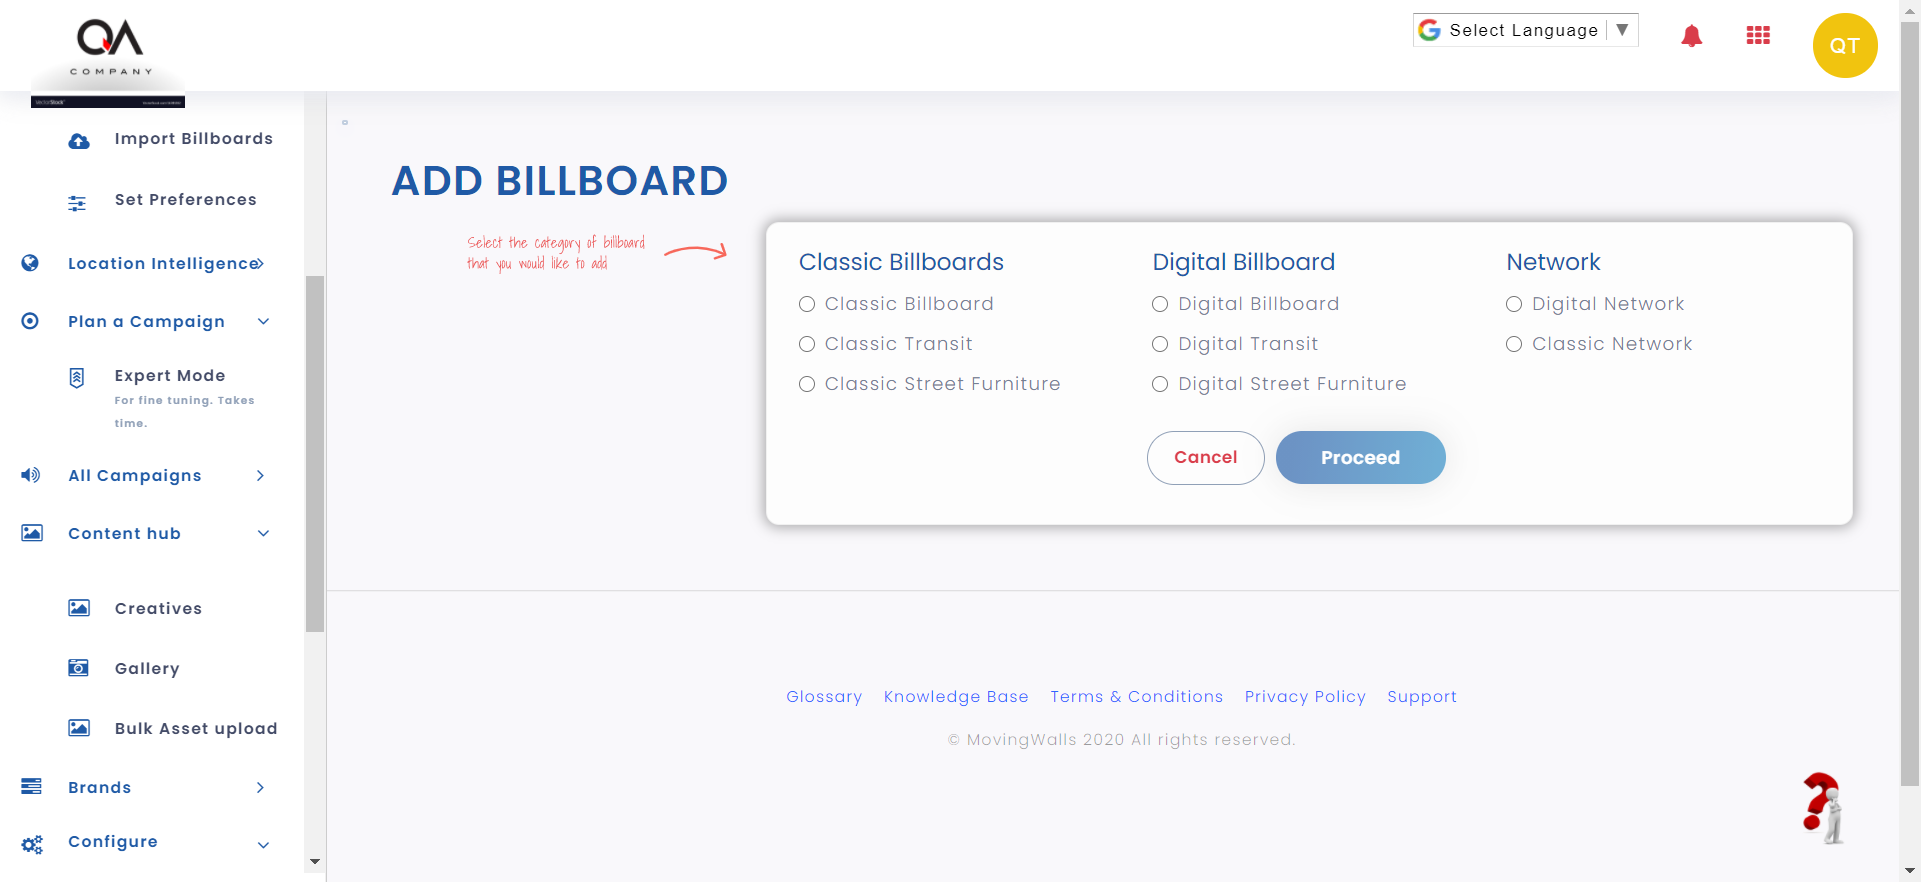 QA
COMPANY
VectorStock
Select Language
QT
Import Billboards
Set Preferences
Location Intelligence
Plan a Campaign
Expert Mode
For fine tuning. Takes
time.
All Campaigns
Content hub
Creatives
Gallery
Bulk Asset upload
Brands
Configure
ADD BILLBOARD
Select the category of billboard
that you would like to add
Classic Billboards
Classic Billboard
Classic Transit
Classic Street Furniture
Digital Billboard
Digital Billboard
Digital Transit
Digital Street Furniture
Network
Digital Network
Classic Network
Cancel
Proceed
Glossary Knowledge Base Terms & Conditions Privacy Policy Support
© MovingWalls 2020 All rights reserved.